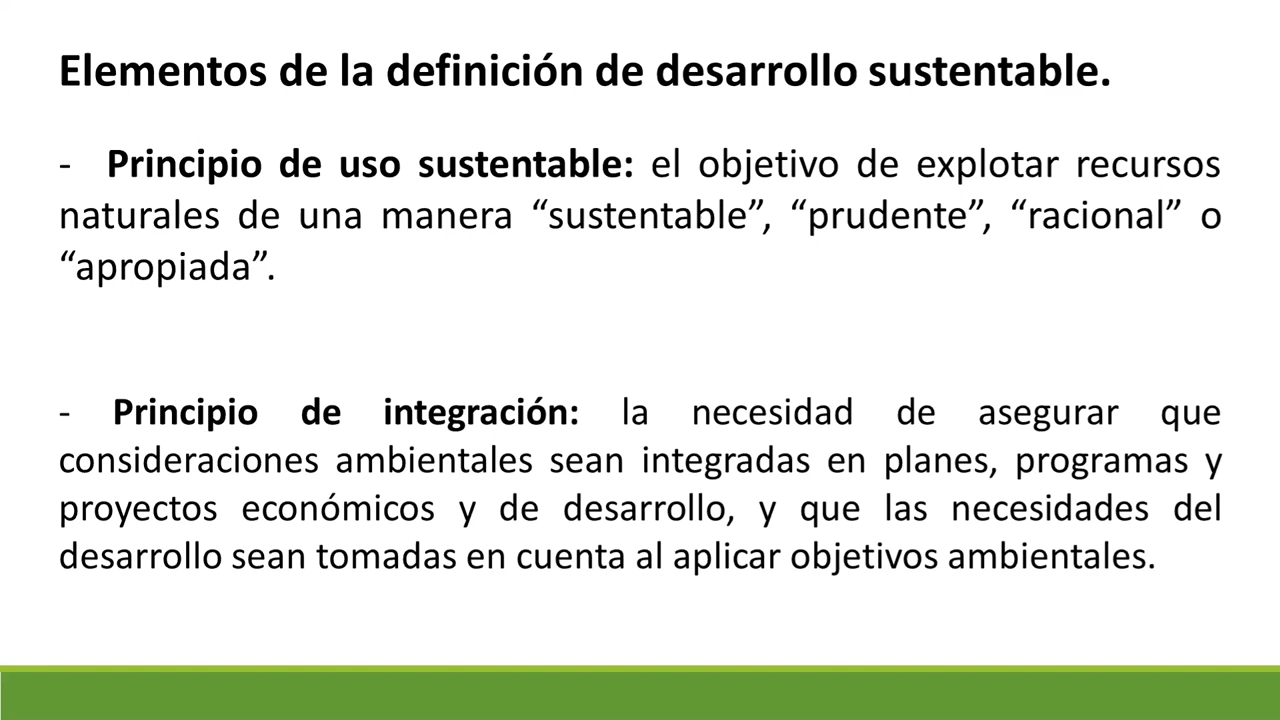 Elementos de la definición de desarrollo sustentable.
- Principio de uso sustentable: el objetivo de explotar recursos
naturales de una manera “sustentable”, “prudente”, “racional” o
“apropiada”.
- Principio de integración: la necesidad de asegurar que
consideraciones ambientales sean integradas en planes, programas y
proyectos económicos y de desarrollo, y que las necesidades del
desarrollo sean tomadas en cuenta al aplicar objetivos ambientales.